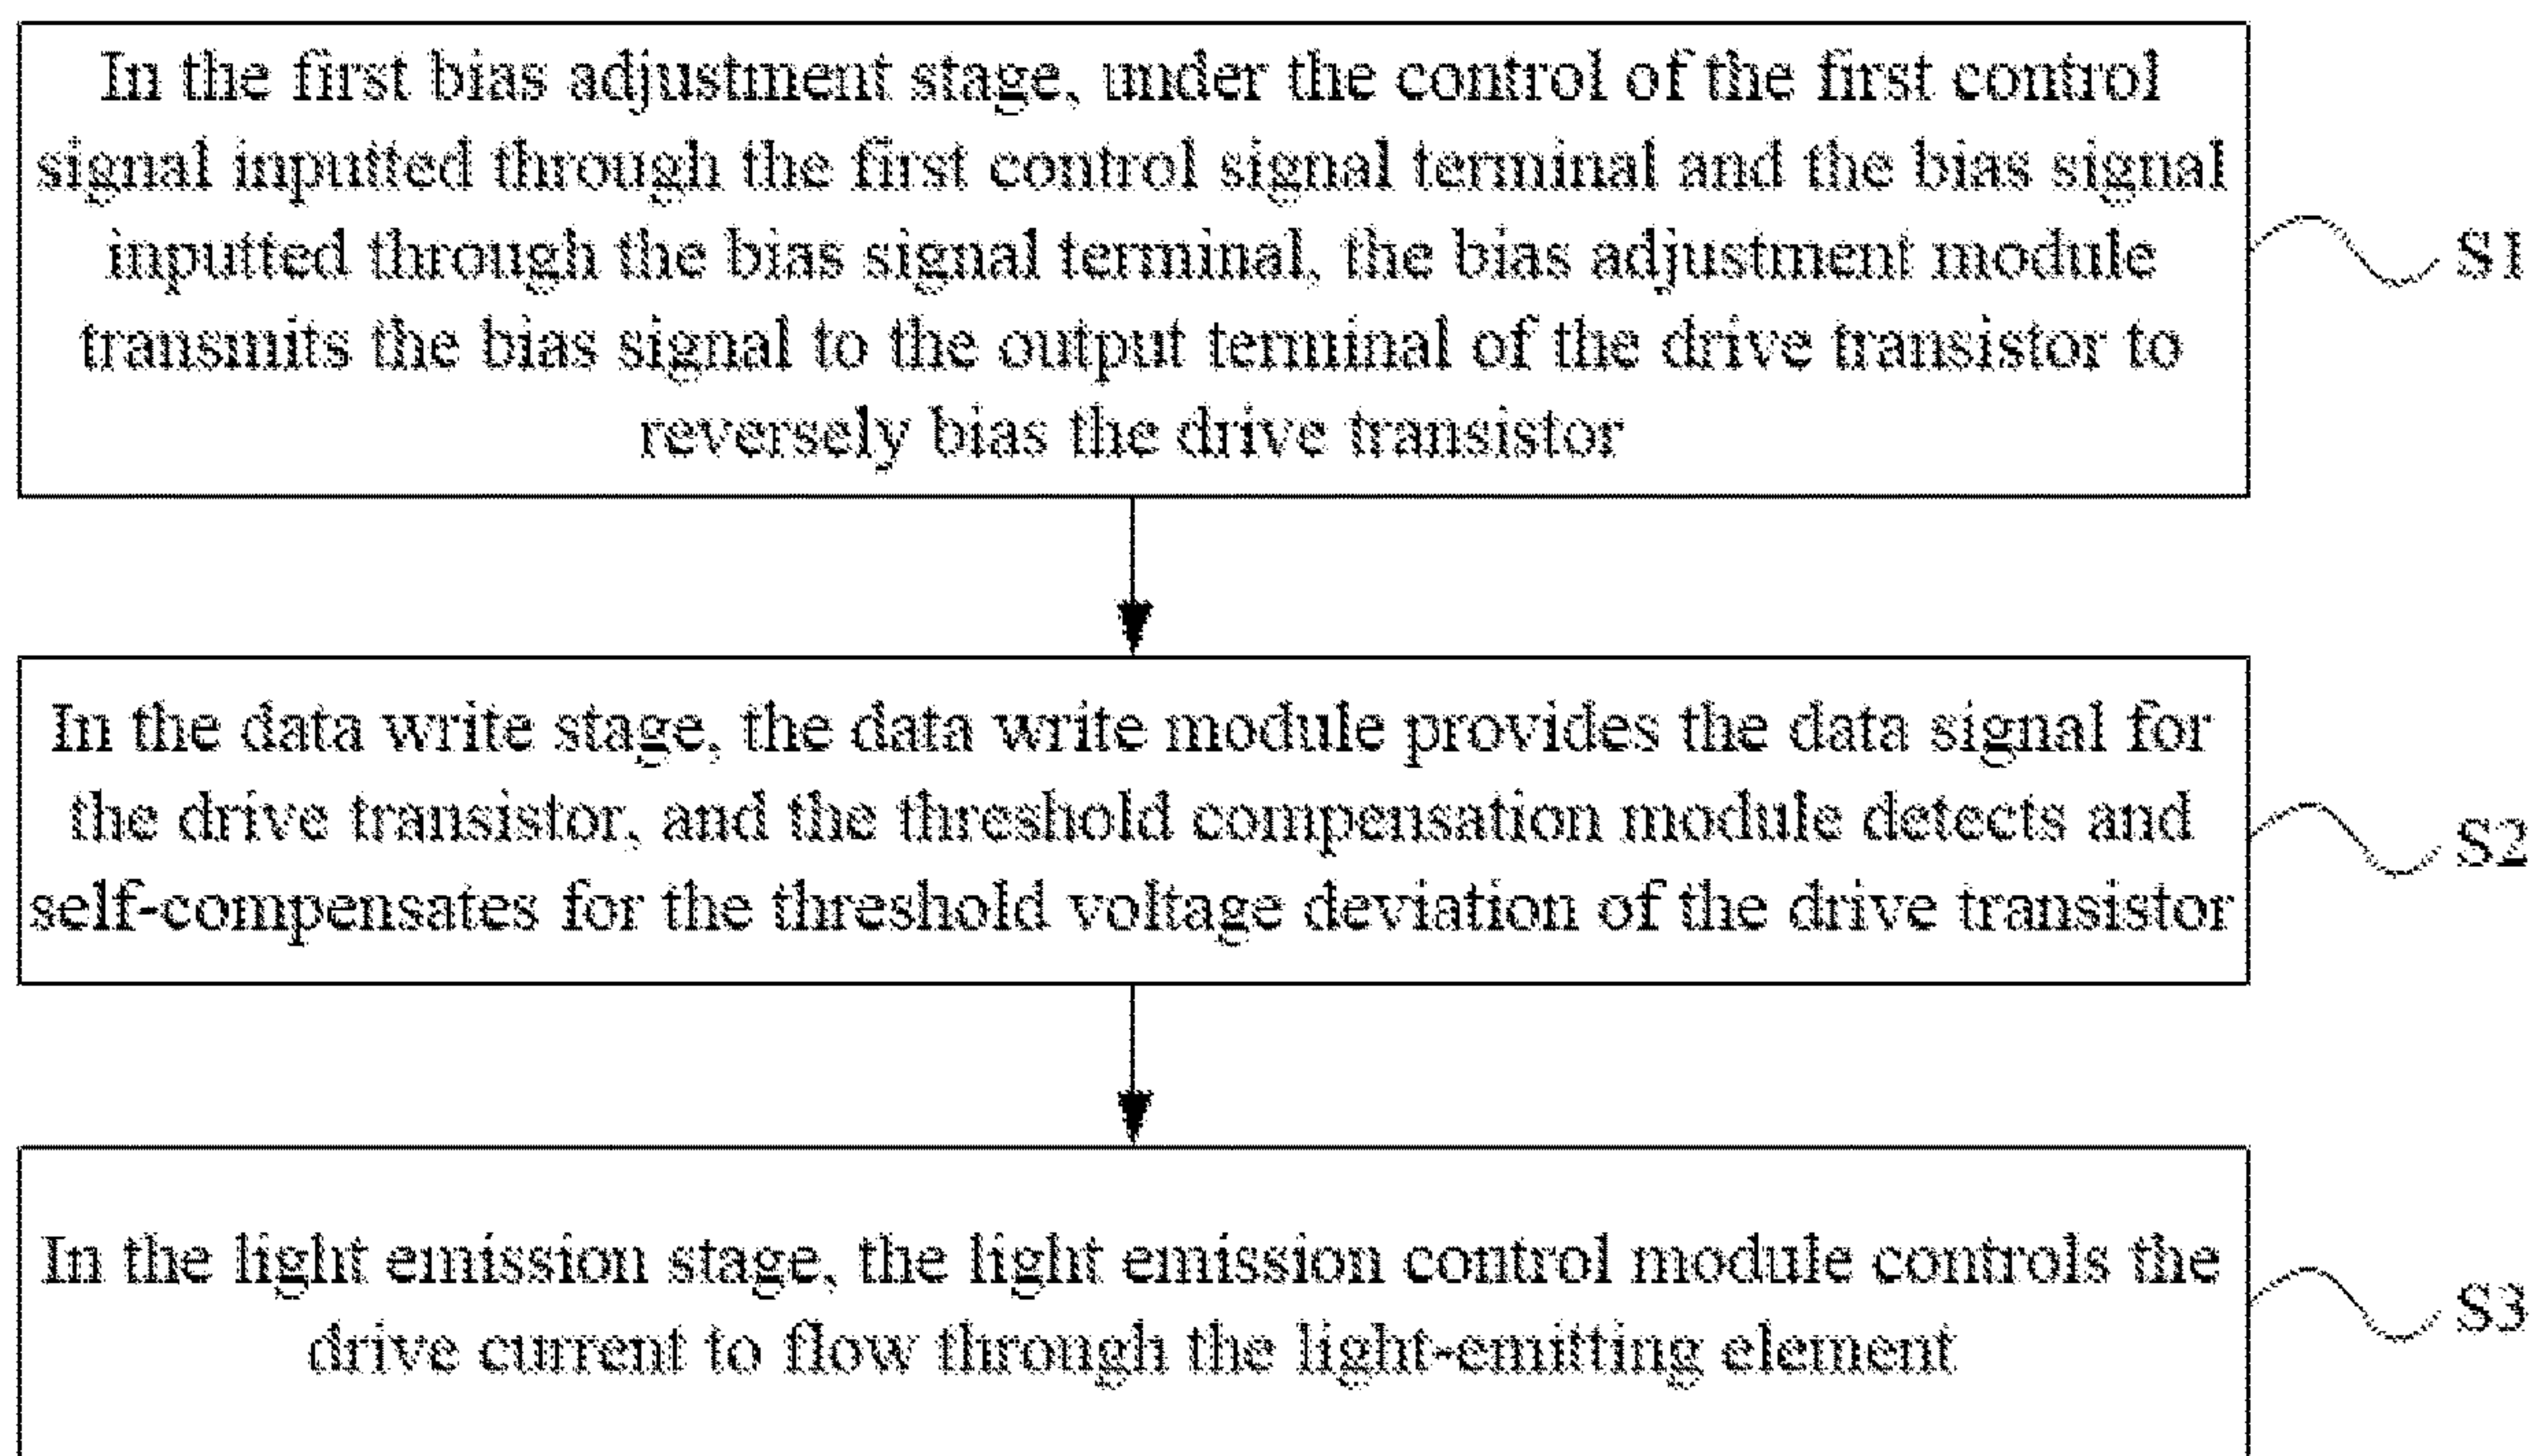 In the first bias adjustment stage, under the control of the first control
signal inputted through the first control signal terminal and the bias signal
inputted through the bias signal terminal, the bias adjustment module
transmits the bias signal to the output terminal of the drive transistor to
reversely bias the drive transistor
S1
In the data write stage, the data write module provides the data signal for
the drive transistor, and the threshold compensation module detects and
self-compensates for the threshold voltage deviation of the drive transistor
S2
In the light emission stage, the light emission control module controls the
drive current to flow through the light-emitting element
S3